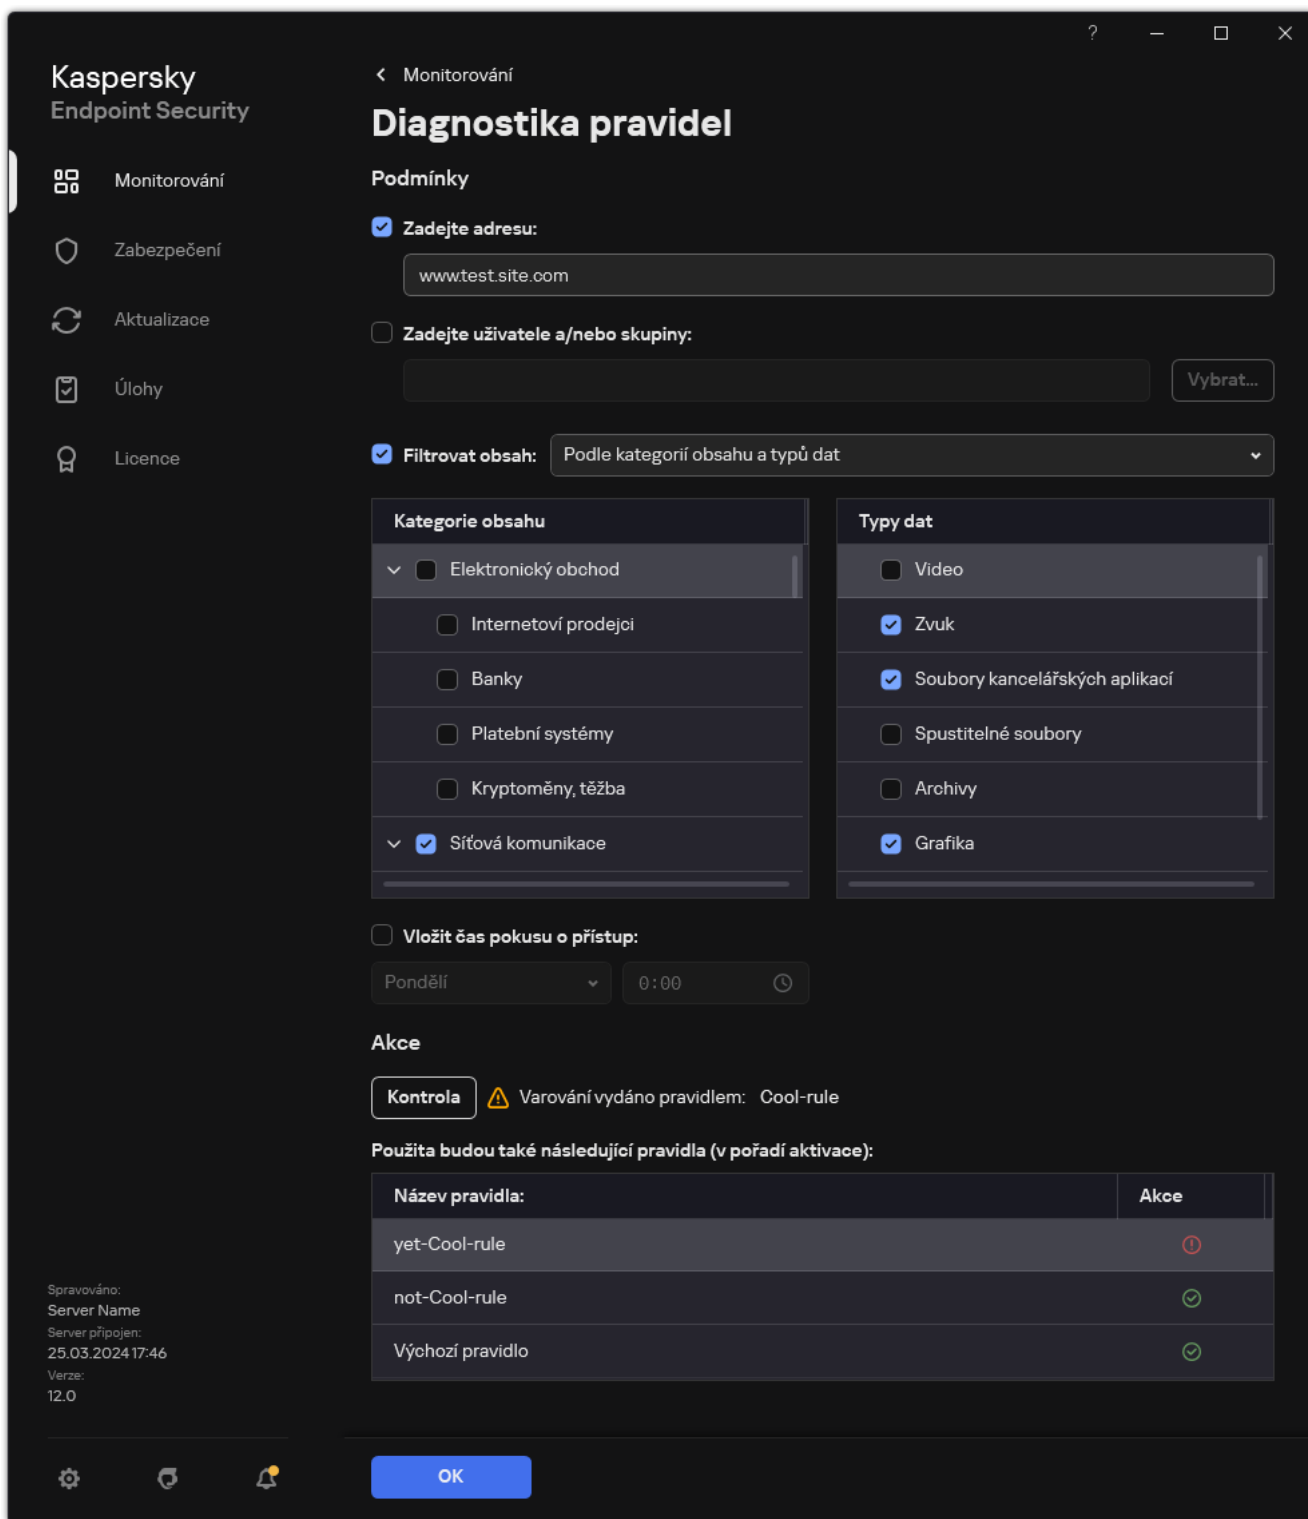 ?
Kaspersky
Endpoint Security
Monitorování
Zabezpečení
Aktualizace
Úlohy
Licence
Spravováno:
Server Name
Server připojen:
25.03.2024 17:46
Verze:
12.0
Monitorování
Diagnostika pravidel
Podmínky
Zadejte adresu:
www.test.site.com
Zadejte uživatele a/nebo skupiny:
Vybrat...
Filtrovat obsah: Podle kategorií obsahu a typů dat
Kategorie obsahu
Elektronický obchod
Internetoví prodejci
Banky
Platební systémy
Kryptoměny, těžba
Síťová komunikace
Typy dat
Video
Zvuk
Soubory kancelářských aplikací
Spustitelné soubory
Archivy
Grafika
Vložit čas pokusu o přístup:
Pondělí 0:00
Akce
Kontrola Varování vydáno pravidlem: Cool-rule
Použita budou také následující pravidla (v pořadí aktivace):
Název pravidla: Akce
yet-Cool-rule
not-Cool-rule
Výchozí pravidlo
OK